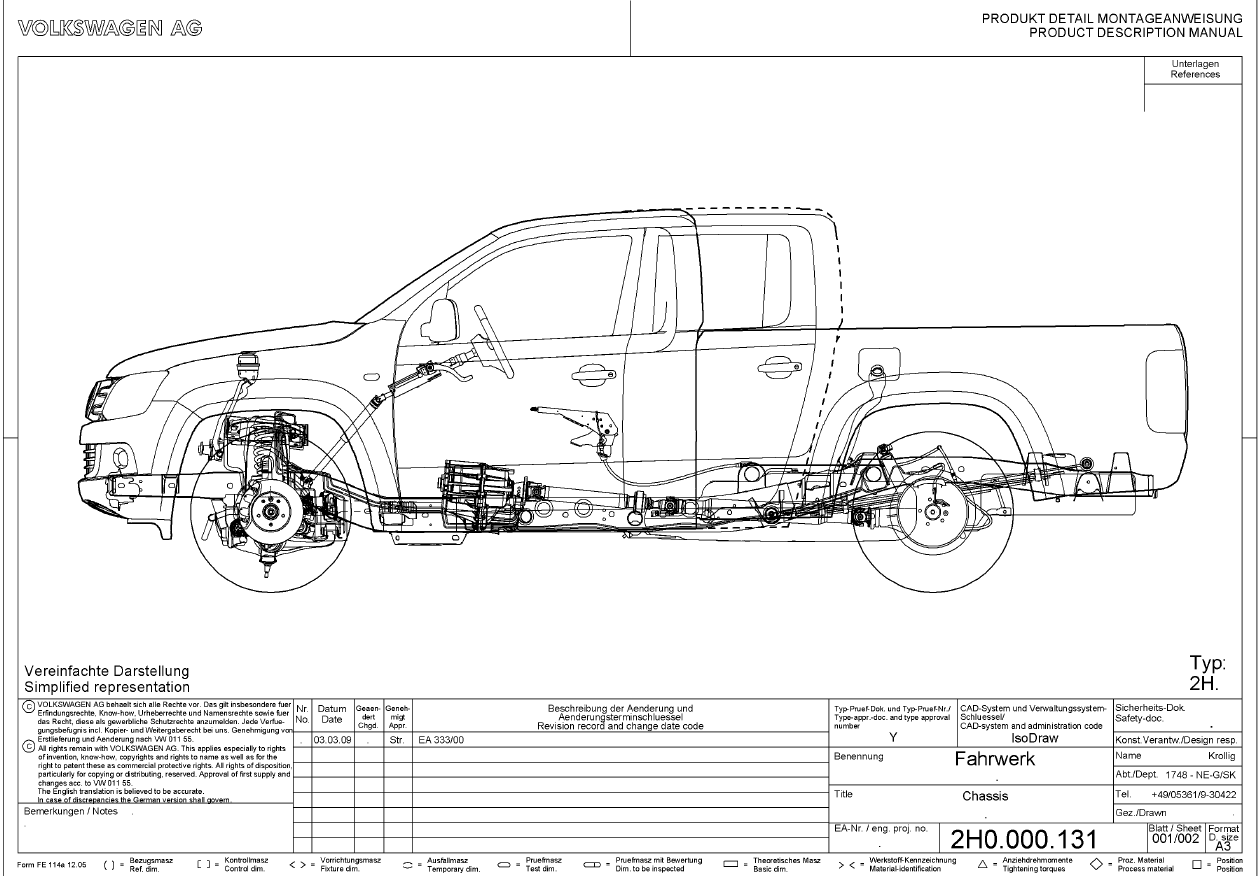 VOLKSWAGEN AG
PRODUKT DETAIL MONTAGEANWEISUNG
PRODUCT DESCRIPTION MANUAL
Unterlagen
References
Vereinfachte Darstellung
Simplified representation
Typ:
2H.
C VOLKSWAGEN AG behaelt sich alle Rechte vor. Das gilt insbesondere fuer
Erfindungsrechte, Know-how, Urheberrechte und Namensrechte sowie fuer
das Recht, diese als gewerbliche Schutzrechte anzumelden. Jede Verfue-
gungsbefugnis incl. Kopier- und Weitergaberecht bei uns. Genehmigung von
Erstlieferung und Aenderung nach VW 011 55.
C All rights remain with VOLKSWAGEN AG. This applies especially to rights
of invention, know-how, copyrights and rights to name as well as for the
right to patent these as commercial protective rights. All rights of disposition,
particularly for copying or distributing, reserved. Approval of first supply and
changes acc. to VW 011 55.
The English translation is believed to be accurate.
In case of discrepancies the German version shall govern.
Bemerkungen / Notes
Nr.
No.
Datum
Date
Geaen-
dert
Chgd.
Geneh-
migt
Appr.
Beschreibung der Aenderung und
Aenderungsterminschluessel
Revision record and change date code
. 03.03.09 . Str. EA 333/00
Typ-Pruef-Dok. und Typ-Pruef-Nr./
Type-appr.-doc. and type approval
number
Y
CAD-System und Verwaltungssystem-
Schluessel/
CAD-system and administration code
IsoDraw
Sicherheits-Dok.
Safety-doc.
.
Konst.Verantw./Design resp.
Benennung Fahrwerk
.
Name Krollig
Abt./Dept. 1748 - NE-G/SK
Title Chassis
.
Tel. +49/05361/9-30422
Gez./Drawn .
EA-Nr. / eng. proj. no.
.
2H0.000.131
Blatt / Sheet
001/002
Format
D. size
A3
Form FE 114a 12.05
( ) = Bezugsmasz
Ref. dim.
[ ] = Kontrollmasz
Control dim.
< > = Vorrichtungsmasz
Fixture dim.
= Ausfallmasz
Temporary dim.
= Pruefmasz
Test dim.
= Pruefmasz mit Bewertung
Dim. to be inspected
= Theoretisches Masz
Basic dim.
> < = Werkstoff-Kennzeichnung
Material-identification
△ = Anziehdrehmomente
Tightening torques
◇ = Proz. Material
Process material
□ = Position
Position